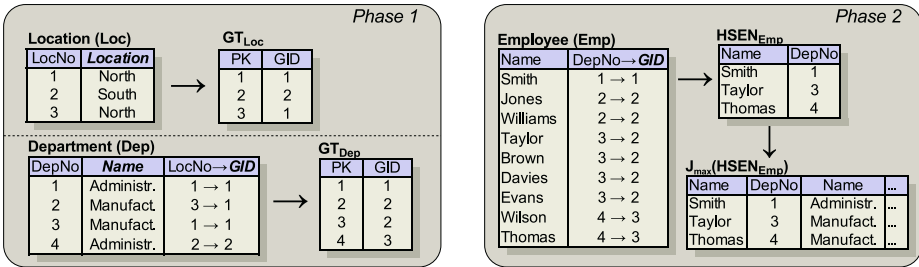 Phase 1
Location (Loc)
LocNo Location
1 North
2 South
3 North
GT_Loc
PK GID
1 1
2 2
3 1
Department (Dep)
DepNo Name LocNo→GID
1 Administr. 1 → 1
2 Manufact. 3 → 1
3 Manufact. 1 → 1
4 Administr. 2 → 2
GT_Dep
PK GID
1 1
2 2
3 2
4 3
Phase 2
Employee (Emp)
Name DepNo→GID
Smith 1 → 1
Jones 2 → 2
Williams 2 → 2
Taylor 3 → 2
Brown 3 → 2
Davies 3 → 2
Evans 3 → 2
Wilson 4 → 3
Thomas 4 → 3
HSEN_Emp
Name DepNo
Smith 1
Taylor 3
Thomas 4
J_max(HSEN_Emp)
Name DepNo Name ...
Smith 1 Administr. ...
Taylor 3 Manufact. ...
Thomas 4 Manufact. ...